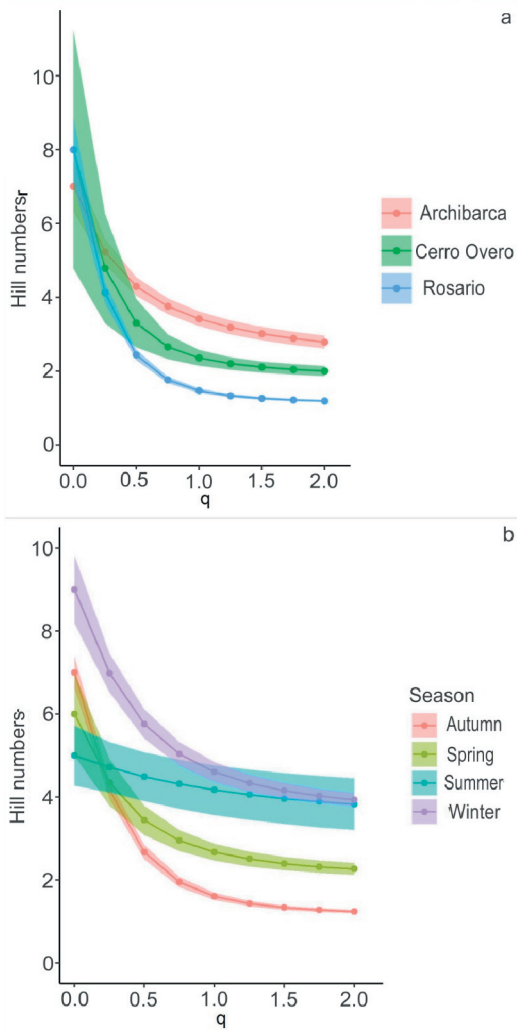 a
10
8
6
4
2
0
Hill numbersr
0.0 0.5 1.0 1.5 2.0
q
Archibarca
Cerro Overo
Rosario
b
10
8
6
4
2
0
Hill numbers
0.0 0.5 1.0 1.5 2.0
q
Season
Autumn
Spring
Summer
Winter